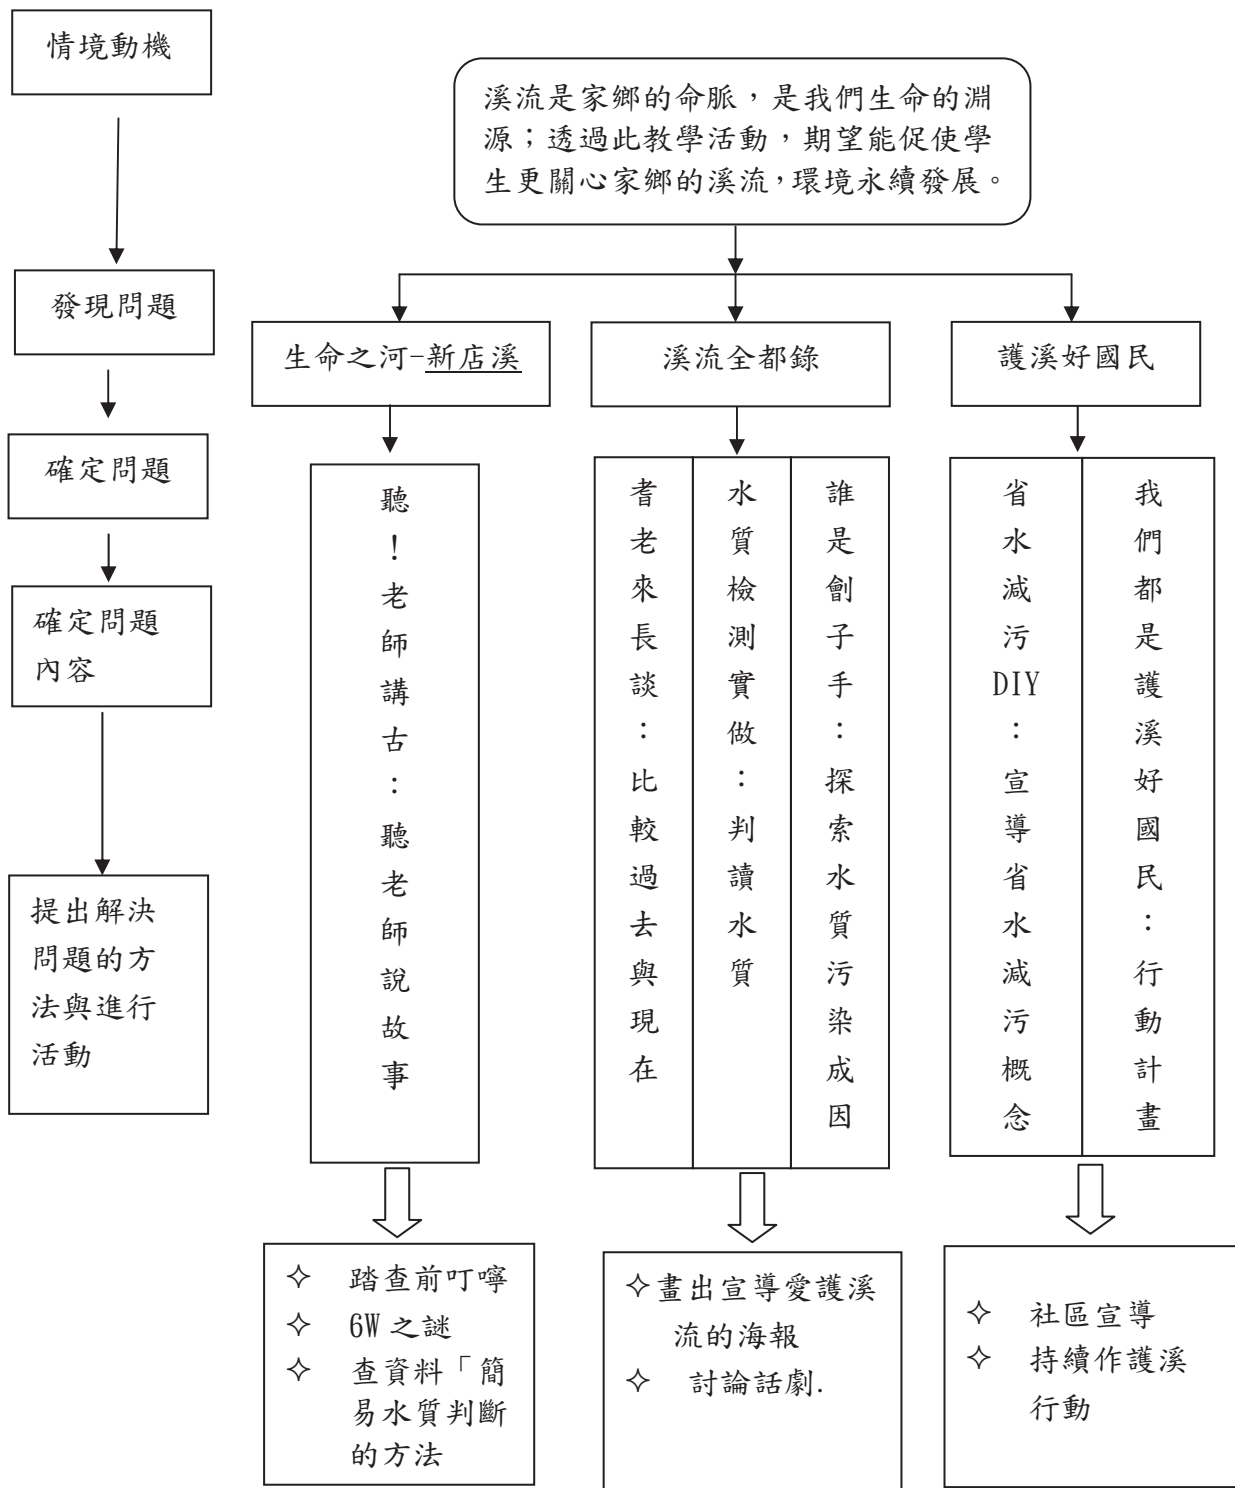 情境動機
發現問題
確定問題
確定問題
內容
提出解決
問題的方
法與進行
活動
溪流是家鄉的命脈，是我們生命的淵
源；透過此教學活動，期望能促使學
生更關心家鄉的溪流，環境永續發展。
生命之河-新店溪
溪流全都錄
護溪好國民
聽！老師講古：聽老師說故事
耆老來長談：比較過去與現在
水質檢測實做：判讀水質
誰是劊子手：探索水質污染成因
省水減污DIY：宣導省水減污概念
我們都是護溪好國民：行動計畫
✧ 踏查前叮嚀
✧ 6W之謎
✧ 查資料「簡
易水質判斷
的方法
✧畫出宣導愛護溪
流的海報
✧ 討論話劇.
✧ 社區宣導
✧ 持續作護溪
行動